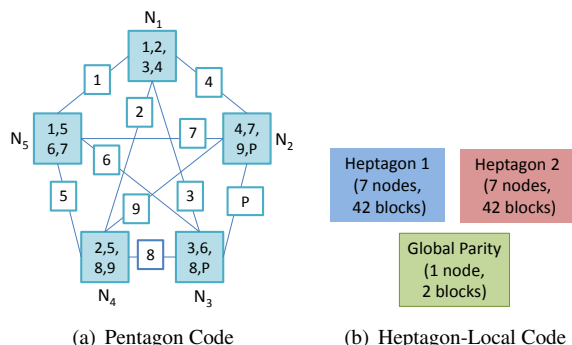 N1
1,2,
3,4
1
4
2
7
1,5
6,7
4,7,
9,P
N5
N2
6
5
9
3
P
2,5,
8,9
8
3,6,
8,P
N4
N3
(a) Pentagon Code
Heptagon 1
(7 nodes,
42 blocks)
Heptagon 2
(7 nodes,
42 blocks)
Global Parity
(1 node,
2 blocks)
(b) Heptagon-Local Code